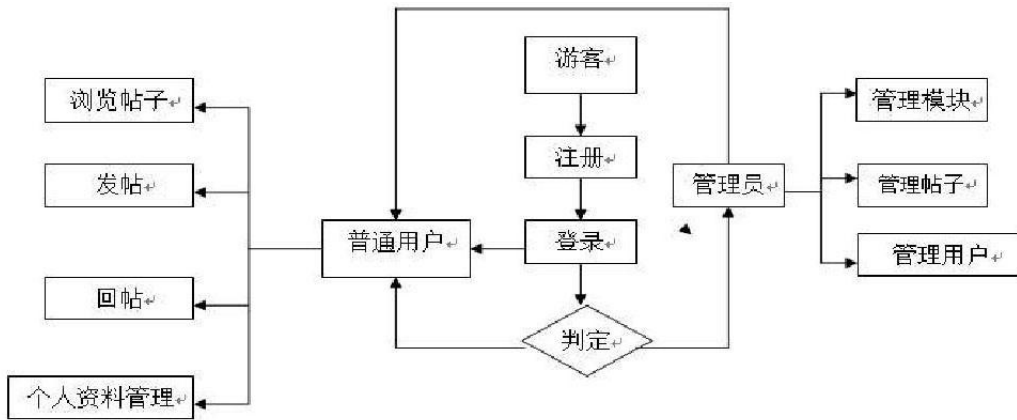 游客
浏览帖子
管理模块
注册
发帖
管理员
管理帖子
普通用户
登录
管理用户
回帖
判定
个人资料管理